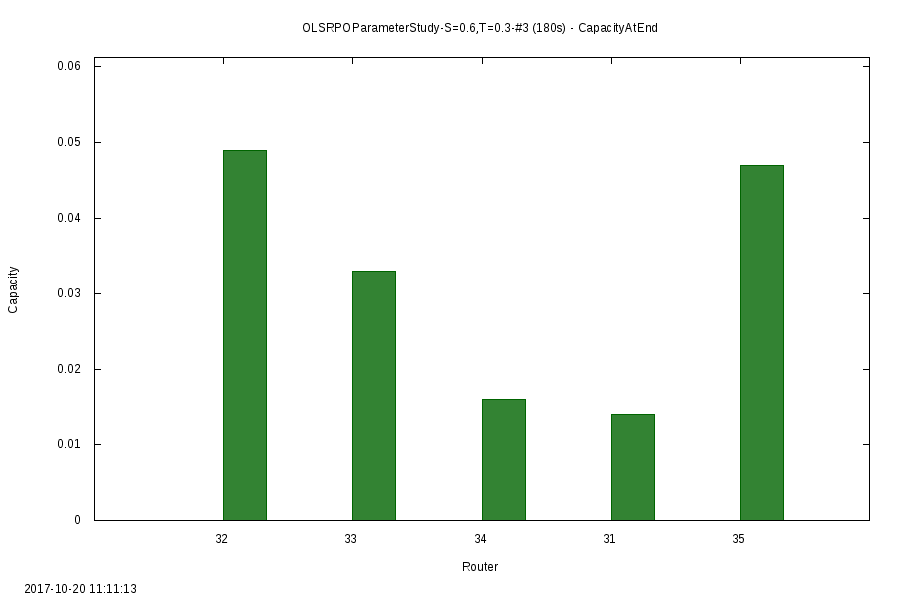 OLSRPOParameterStudy-S=0.6,T=0.3-#3 (180s) - CapacityAtEnd
0.06
0.05
0.04
0.03
0.02
0.01
0
Capacity
32 33 34 31 35
Router
2017-10-20 11:11:13